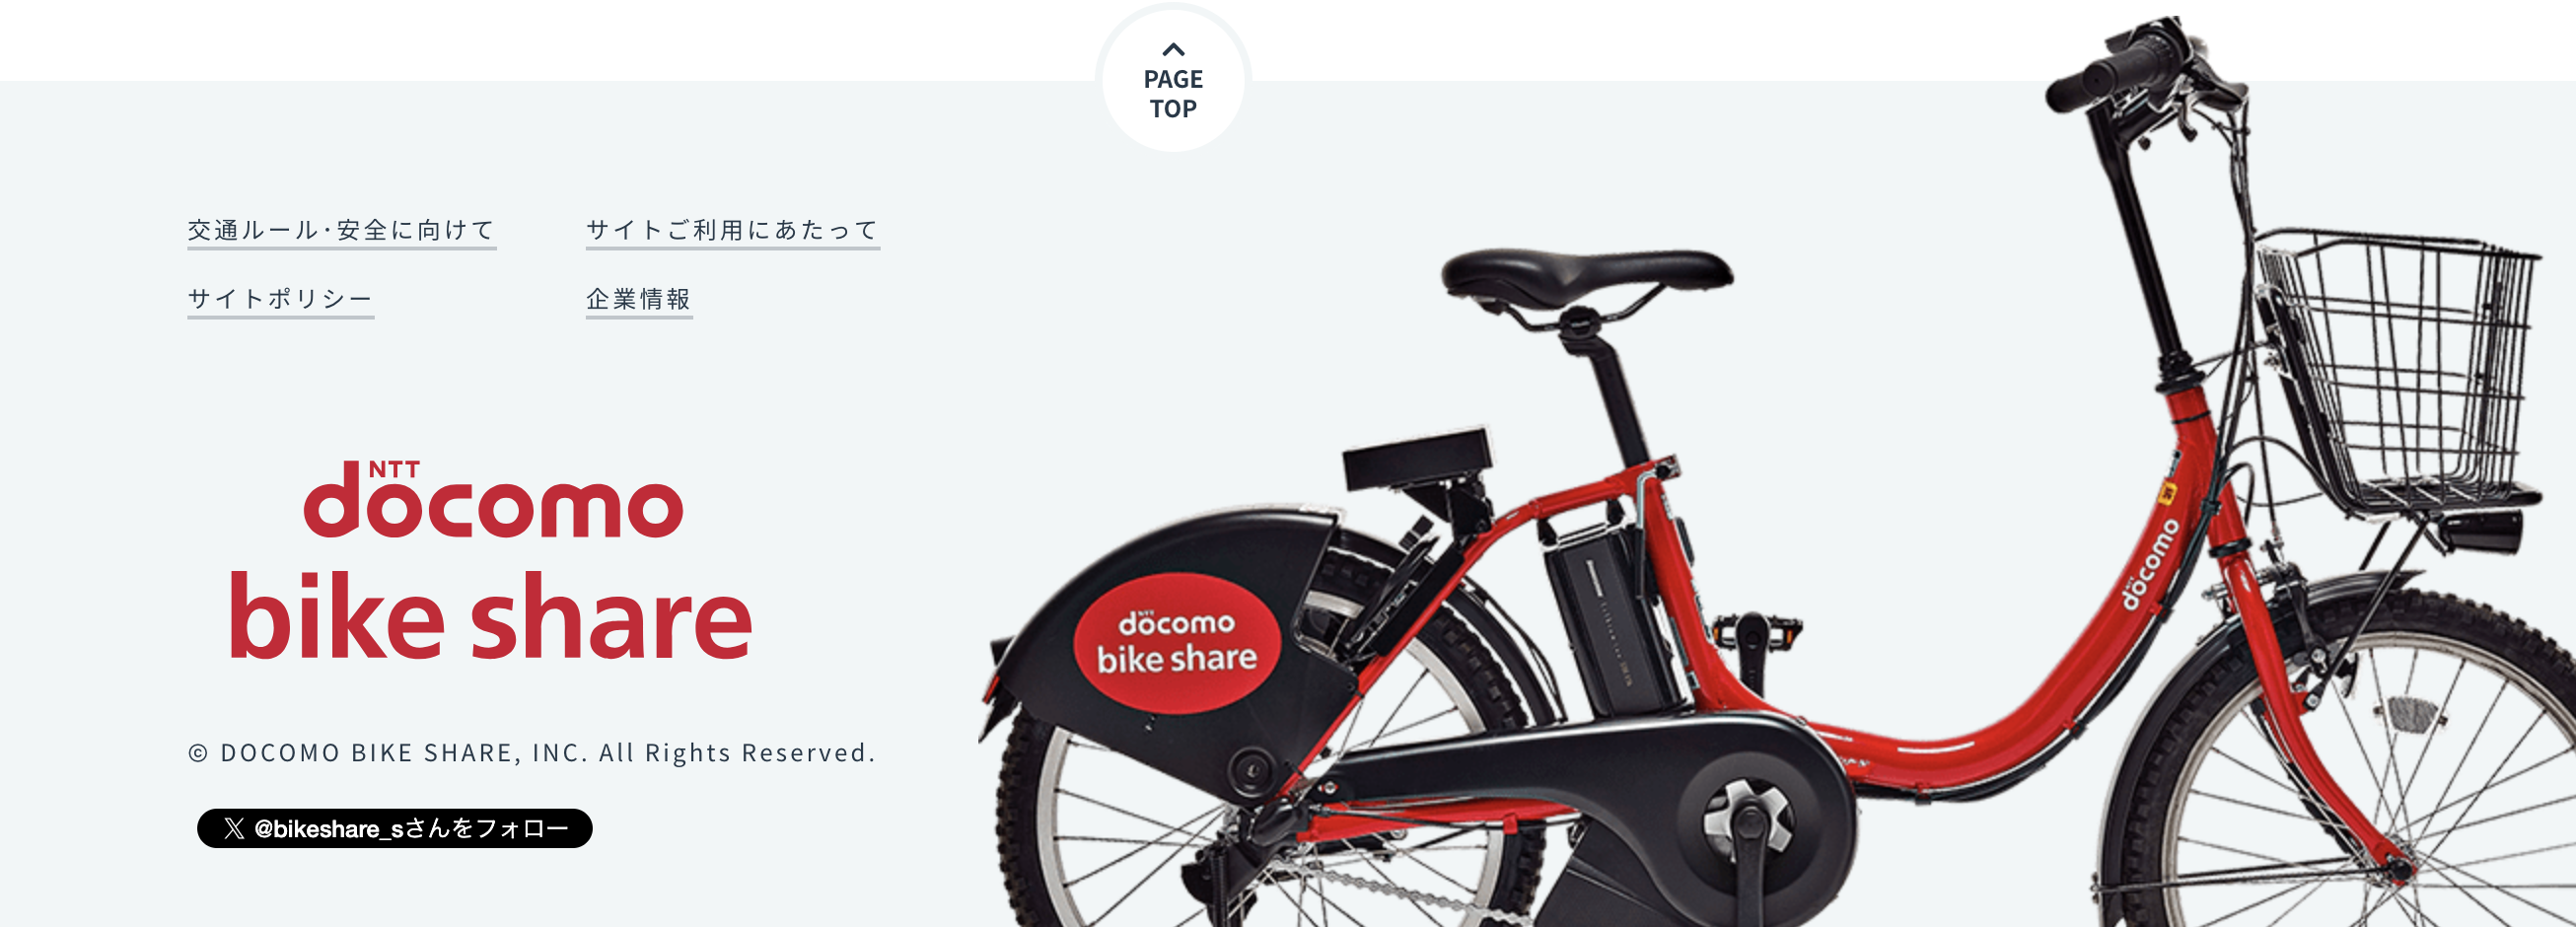 PAGE
TOP
交通ルール･安全に向けて
サイトご利用にあたって
サイトポリシー
企業情報
NTT
docomo
bike share
© DOCOMO BIKE SHARE, INC. All Rights Reserved.
𝕏 @bikeshare_sさんをフォロー
NTT
docomo
bike share
NTT
docomo